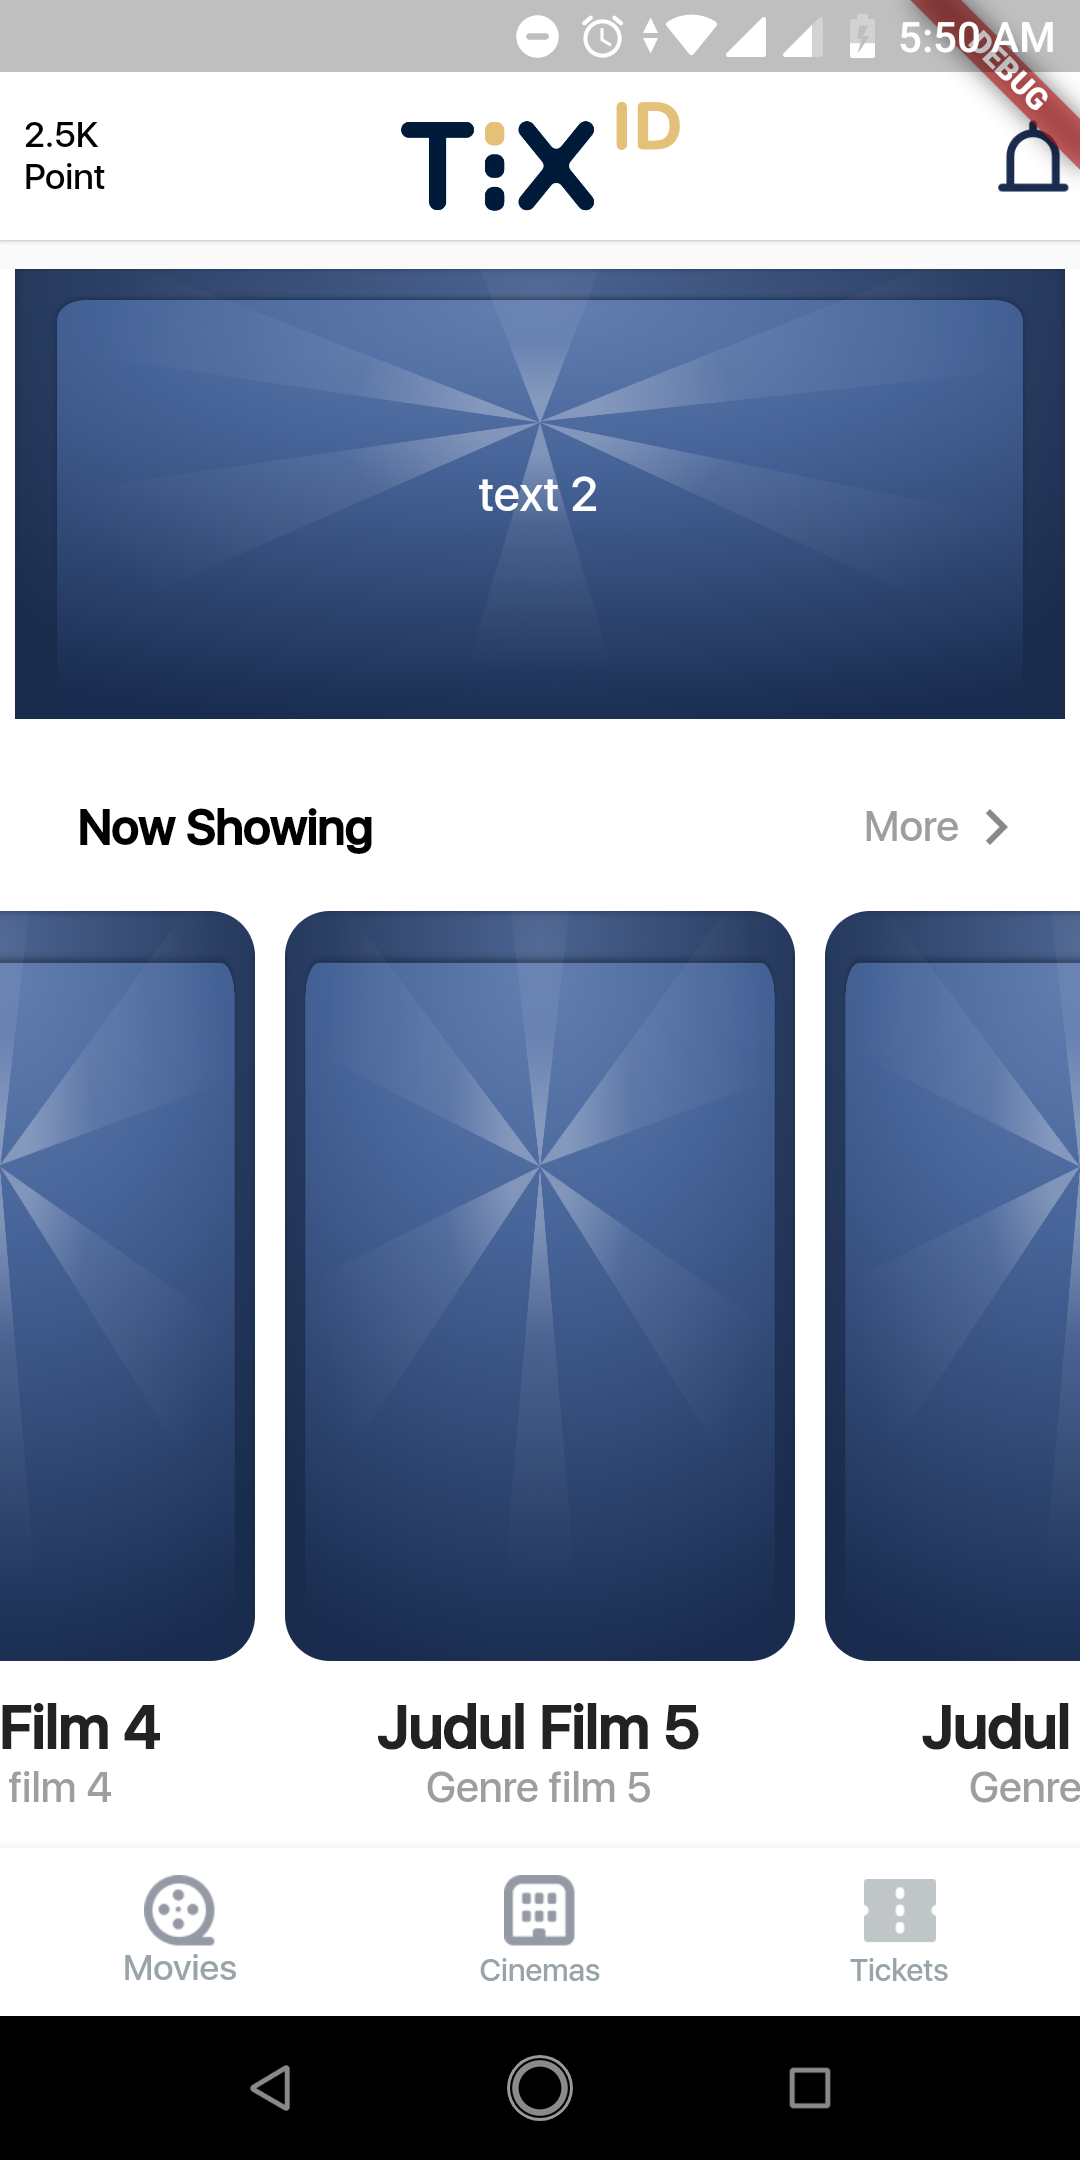 5:50 AM
DEBUG
2.5K
Point
TiX ID
text 2
Now Showing
More
Film 4
Judul Film 5
Judul
film 4
Genre film 5
Genre
Movies
Cinemas
Tickets